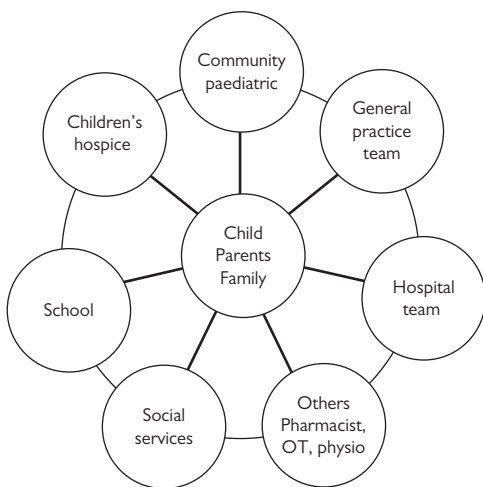 Community
paediatric
General
practice
team
Hospital
team
Others
Pharmacist,
OT, physio
Social
services
School
Children's
hospice
Child
Parents
Family